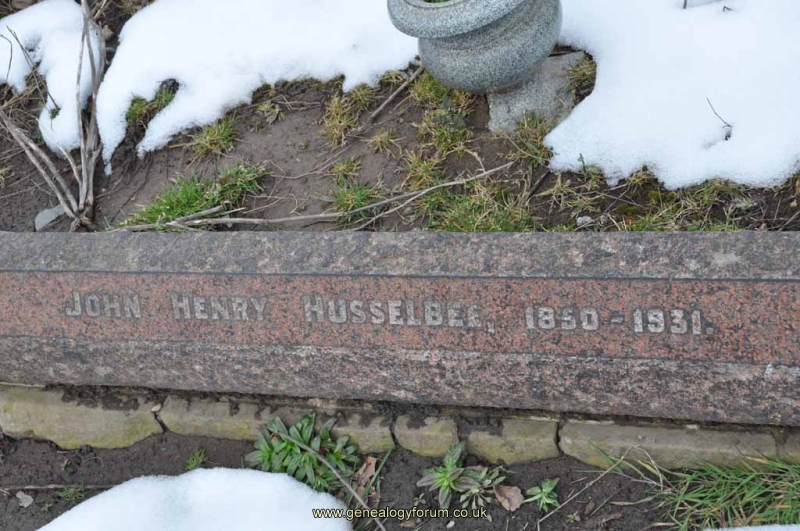 JOHN HENRY HUSSELBEE, 1850-1931.
www.genealogyforum.co.uk